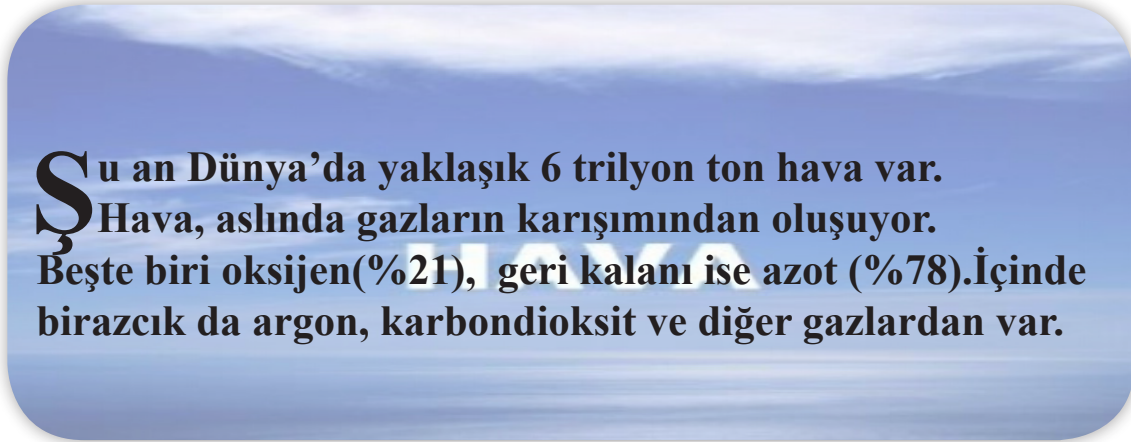 Şu an Dünya’da yaklaşık 6 trilyon ton hava var.
Hava, aslında gazların karışımından oluşuyor.
HAVA
Beşte biri oksijen(%21),  geri kalanı ise azot (%78).İçinde
birazcık da argon, karbondioksit ve diğer gazlardan var.